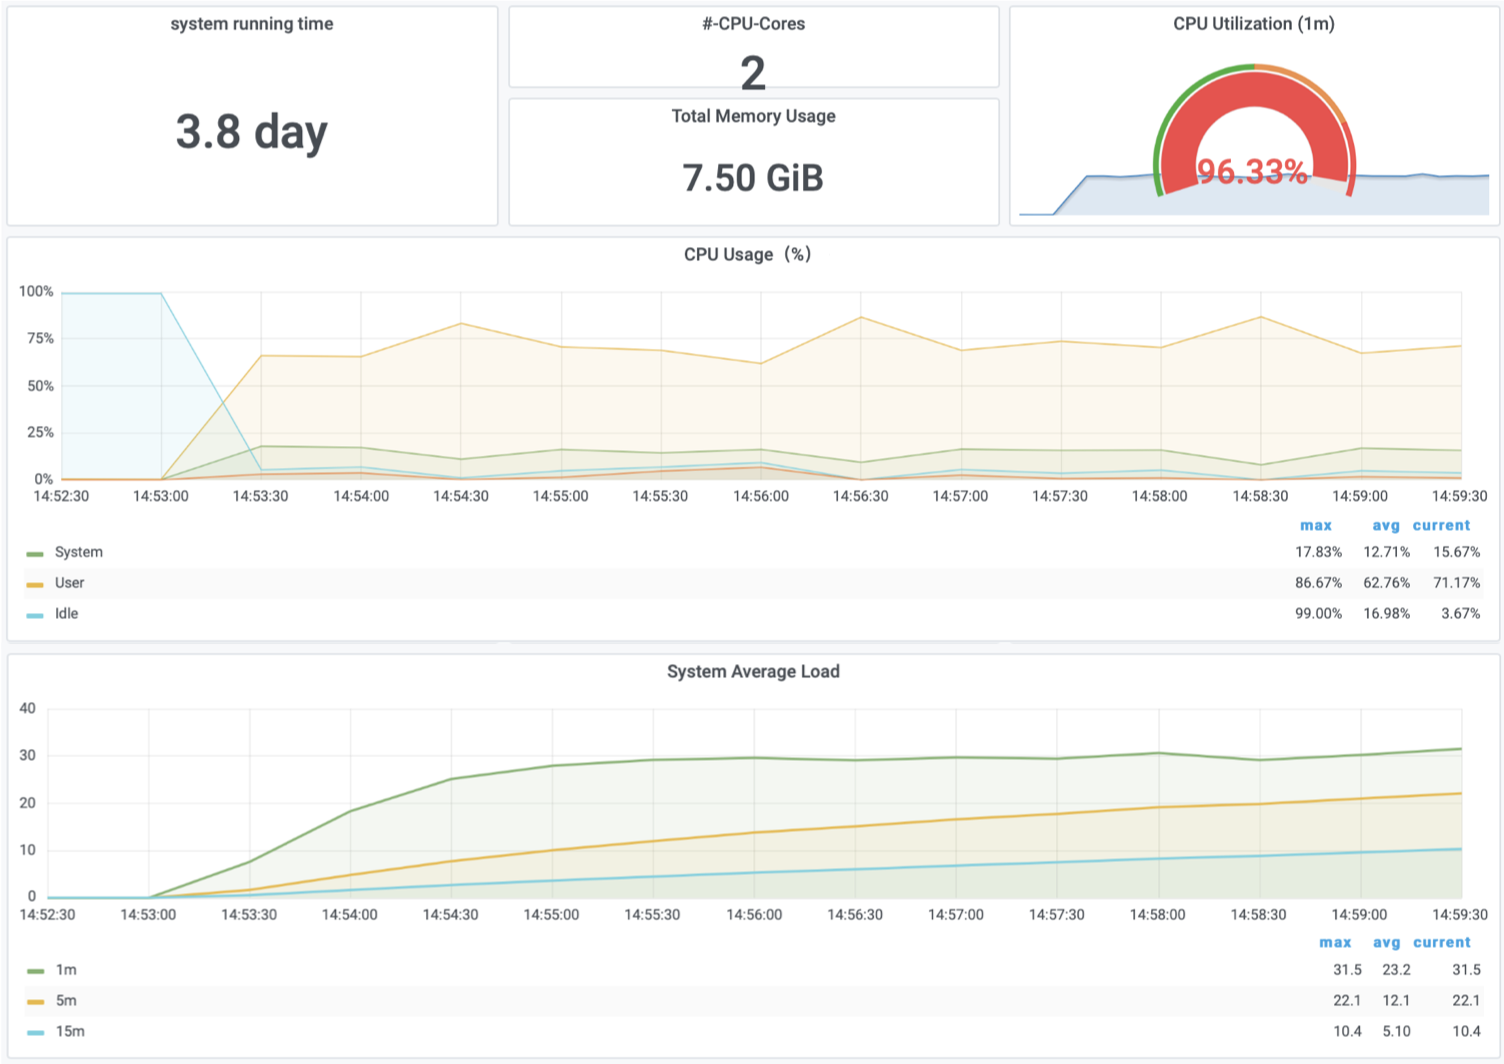 system running time
3.8 day
#-CPU-Cores
2
Total Memory Usage
7.50 GiB
CPU Utilization (1m)
96.33%
CPU Usage (%)
100%
75%
50%
25%
0%
14:52:30 14:53:00 14:53:30 14:54:00 14:54:30 14:55:00 14:55:30 14:56:00 14:56:30 14:57:00 14:57:30 14:58:00 14:58:30 14:59:00 14:59:30
max avg current
System 17.83% 12.71% 15.67%
User 86.67% 62.76% 71.17%
Idle 99.00% 16.98% 3.67%
System Average Load
40
30
20
10
0
14:52:30 14:53:00 14:53:30 14:54:00 14:54:30 14:55:00 14:55:30 14:56:00 14:56:30 14:57:00 14:57:30 14:58:00 14:58:30 14:59:00 14:59:30
max avg current
1m 31.5 23.2 31.5
5m 22.1 12.1 22.1
15m 10.4 5.10 10.4